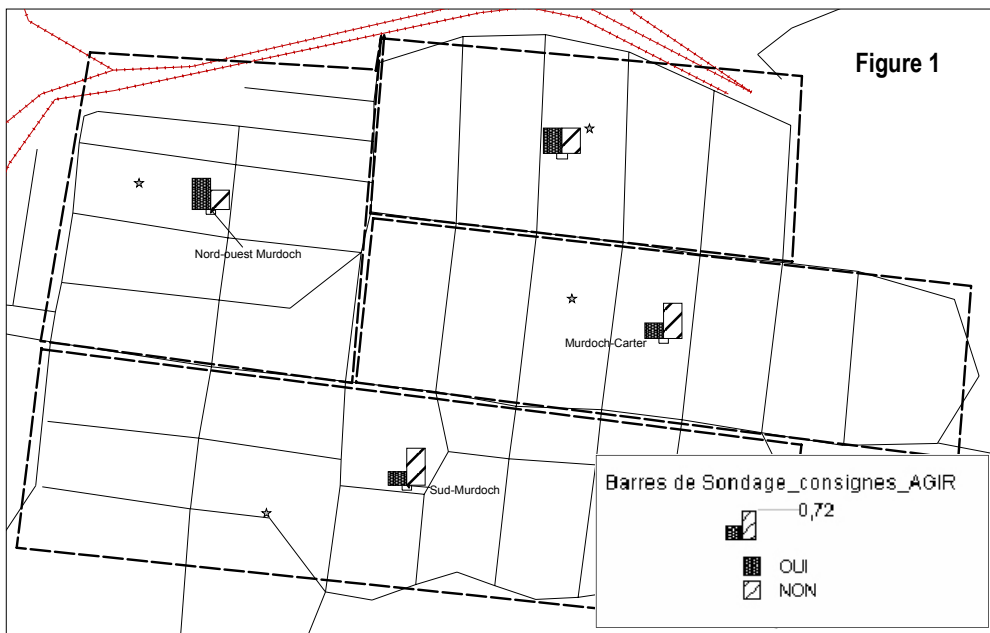 Figure 1
Nord-ouest Murdoch
Murdoch-Carter
Sud-Murdoch
Barres de Sondage_consignes_AGIR
0,72
OUI
NON